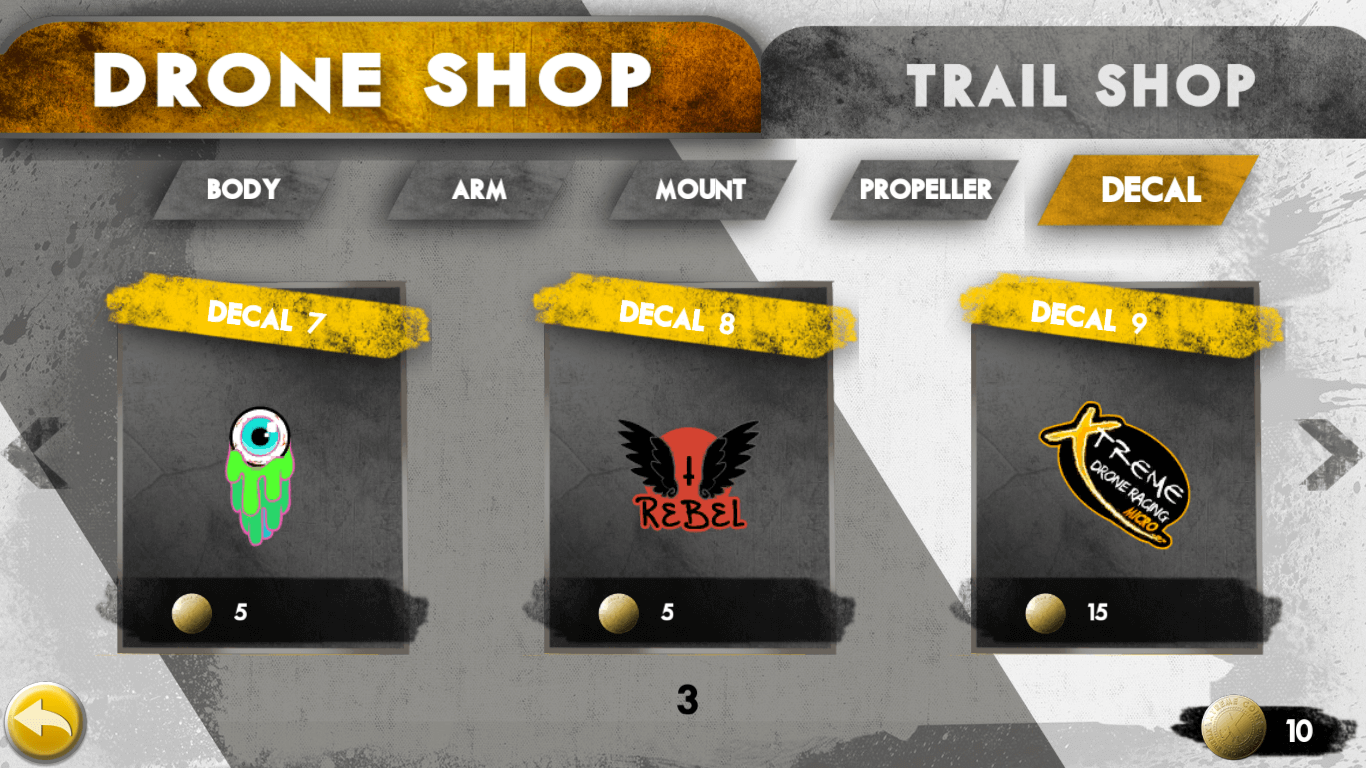 DRONE SHOP
TRAIL SHOP
BODY
ARM
MOUNT
PROPELLER
DECAL
DECAL 7
DECAL 8
DECAL 9
REBEL
XTREME
DRONE RACING
MICRO
5
5
15
3
10